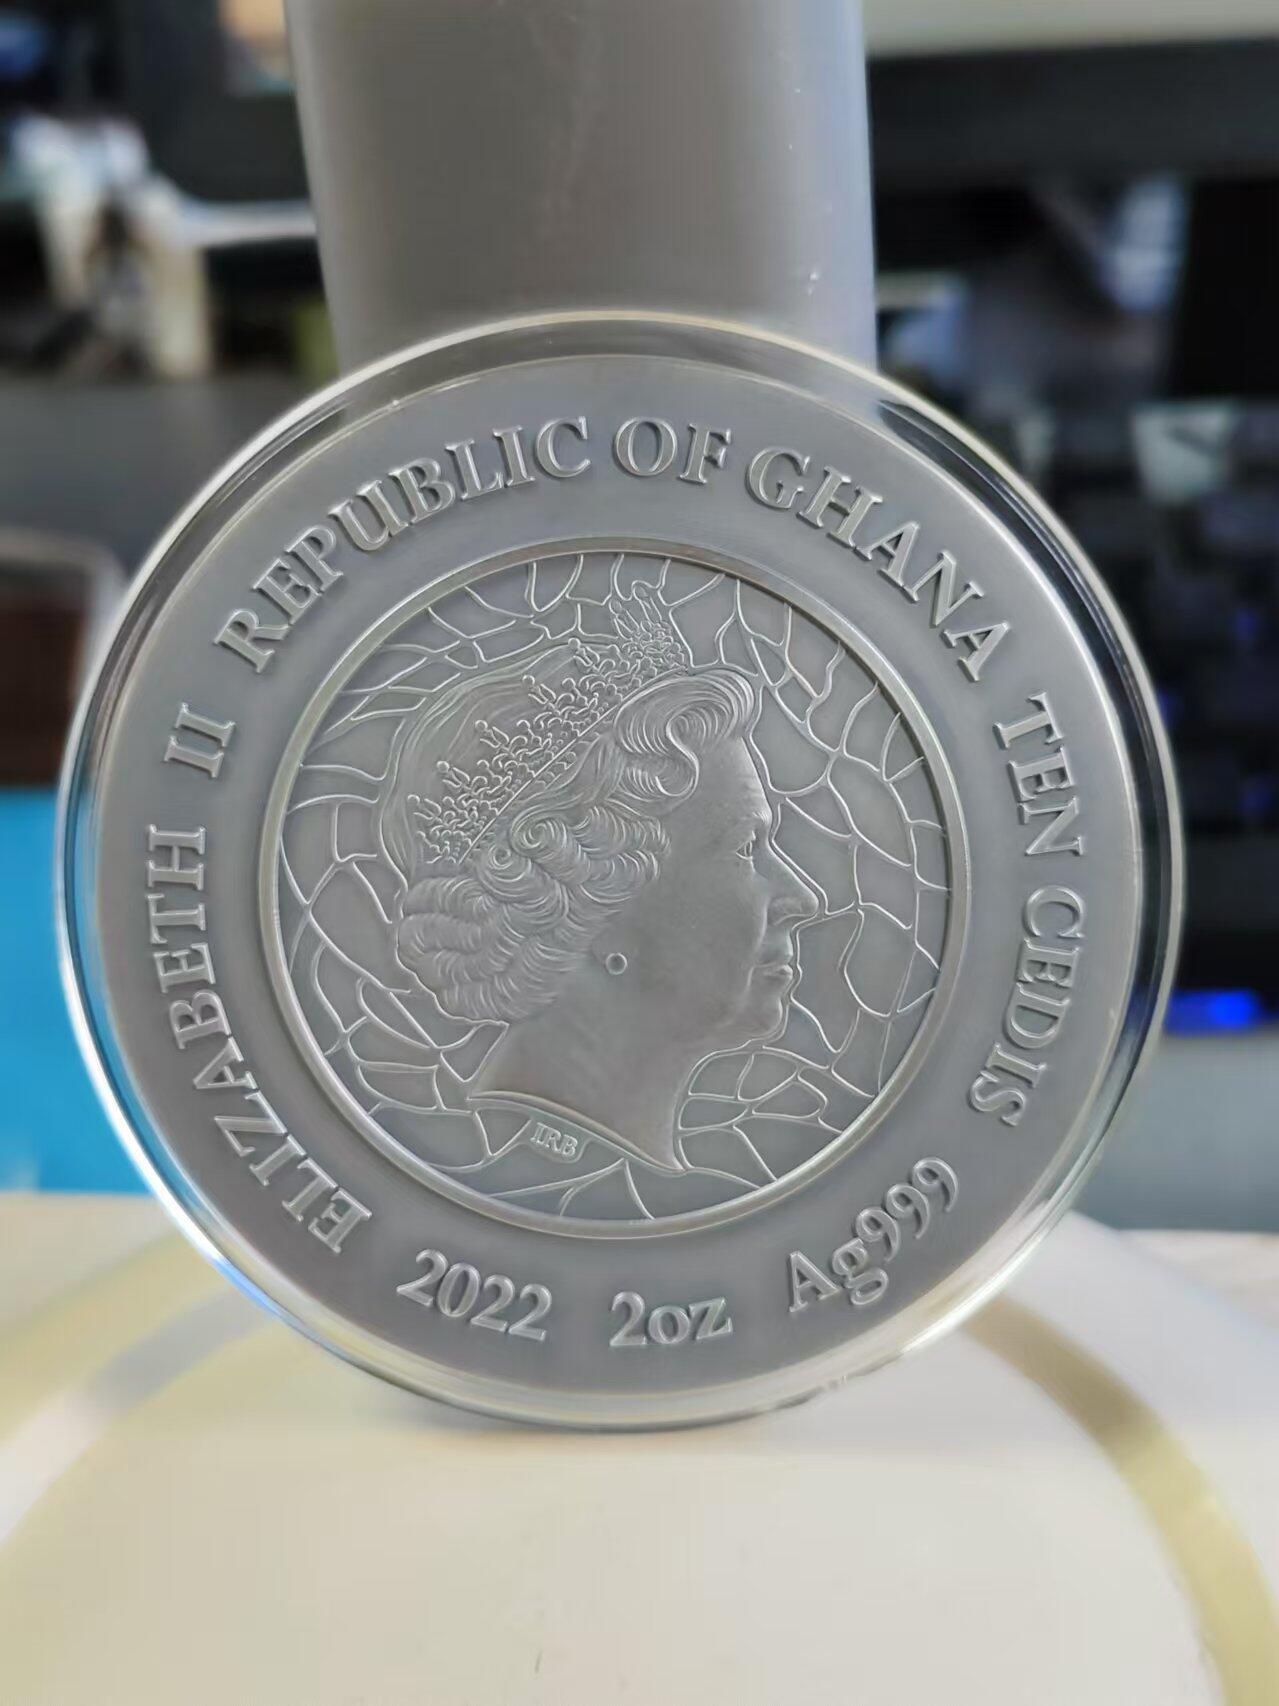 ELIZABETH II REPUBLIC OF GHANA TEN CEDIS
2022 2oz Ag999
IRB